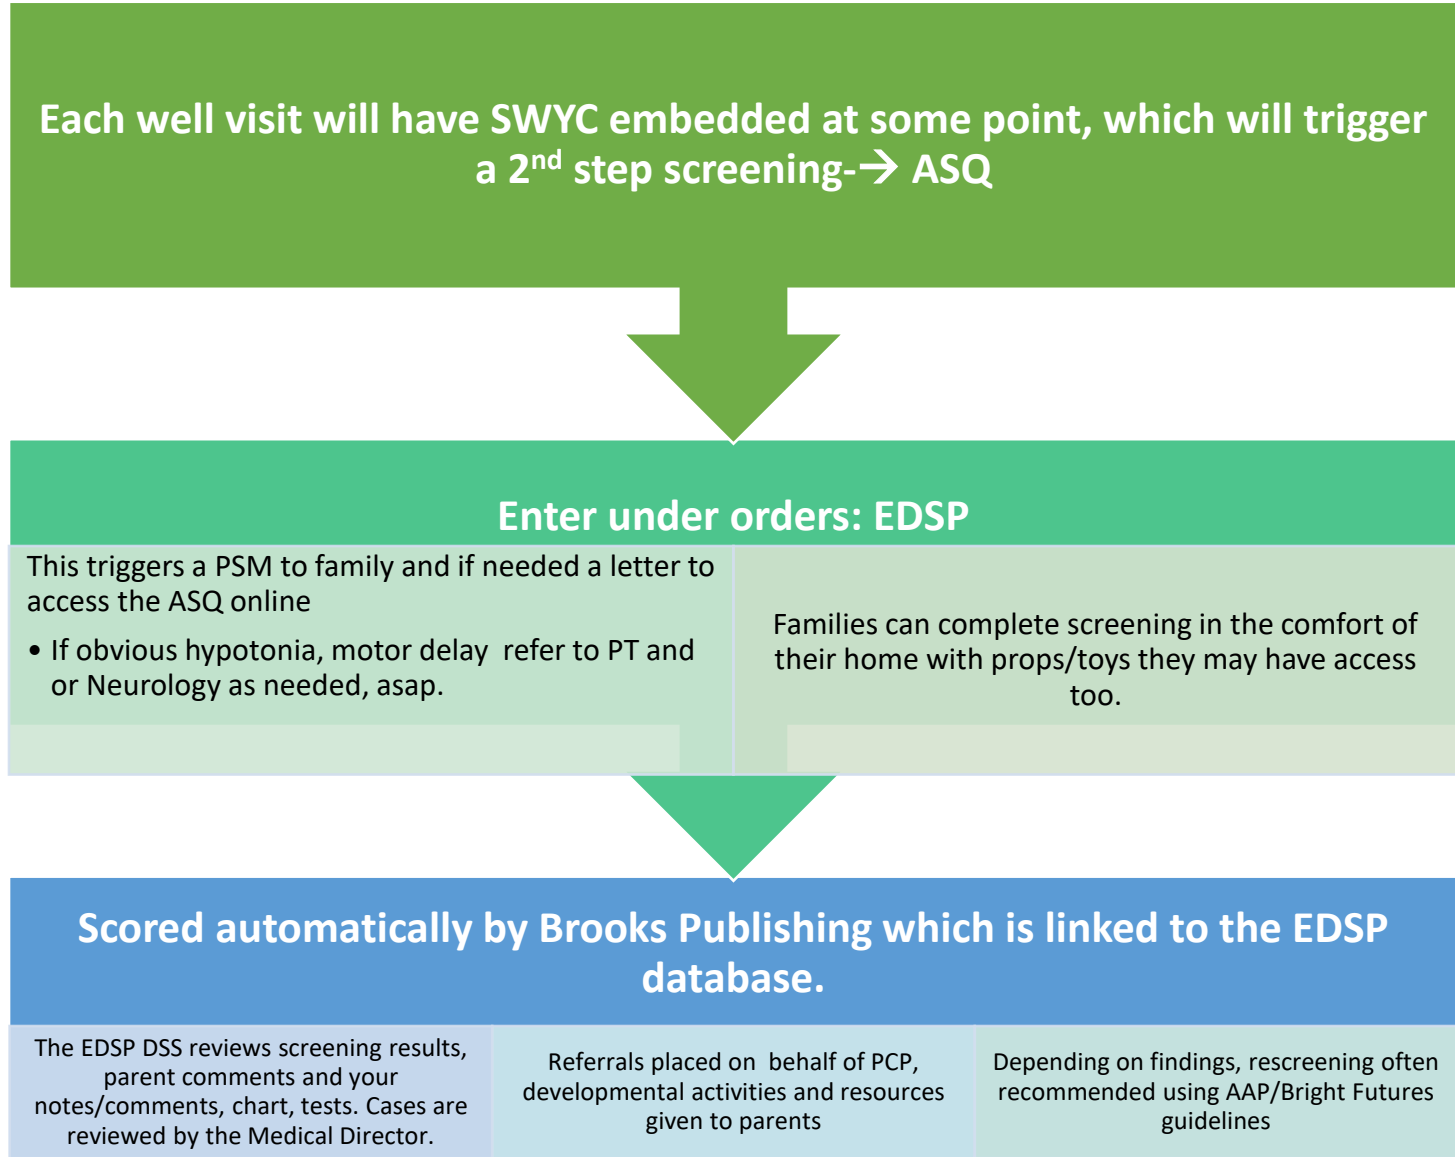 Each well visit will have SWYC embedded at some point, which will trigger
a 2nd step screening-→ ASQ
Enter under orders: EDSP
This triggers a PSM to family and if needed a letter to
access the ASQ online
• If obvious hypotonia, motor delay  refer to PT and
or Neurology as needed, asap.
Families can complete screening in the comfort of
their home with props/toys they may have access
too.
Scored automatically by Brooks Publishing which is linked to the EDSP
database.
The EDSP DSS reviews screening results,
parent comments and your
notes/comments, chart, tests. Cases are
reviewed by the Medical Director.
Referrals placed on  behalf of PCP,
developmental activities and resources
given to parents
Depending on findings, rescreening often
recommended using AAP/Bright Futures
guidelines